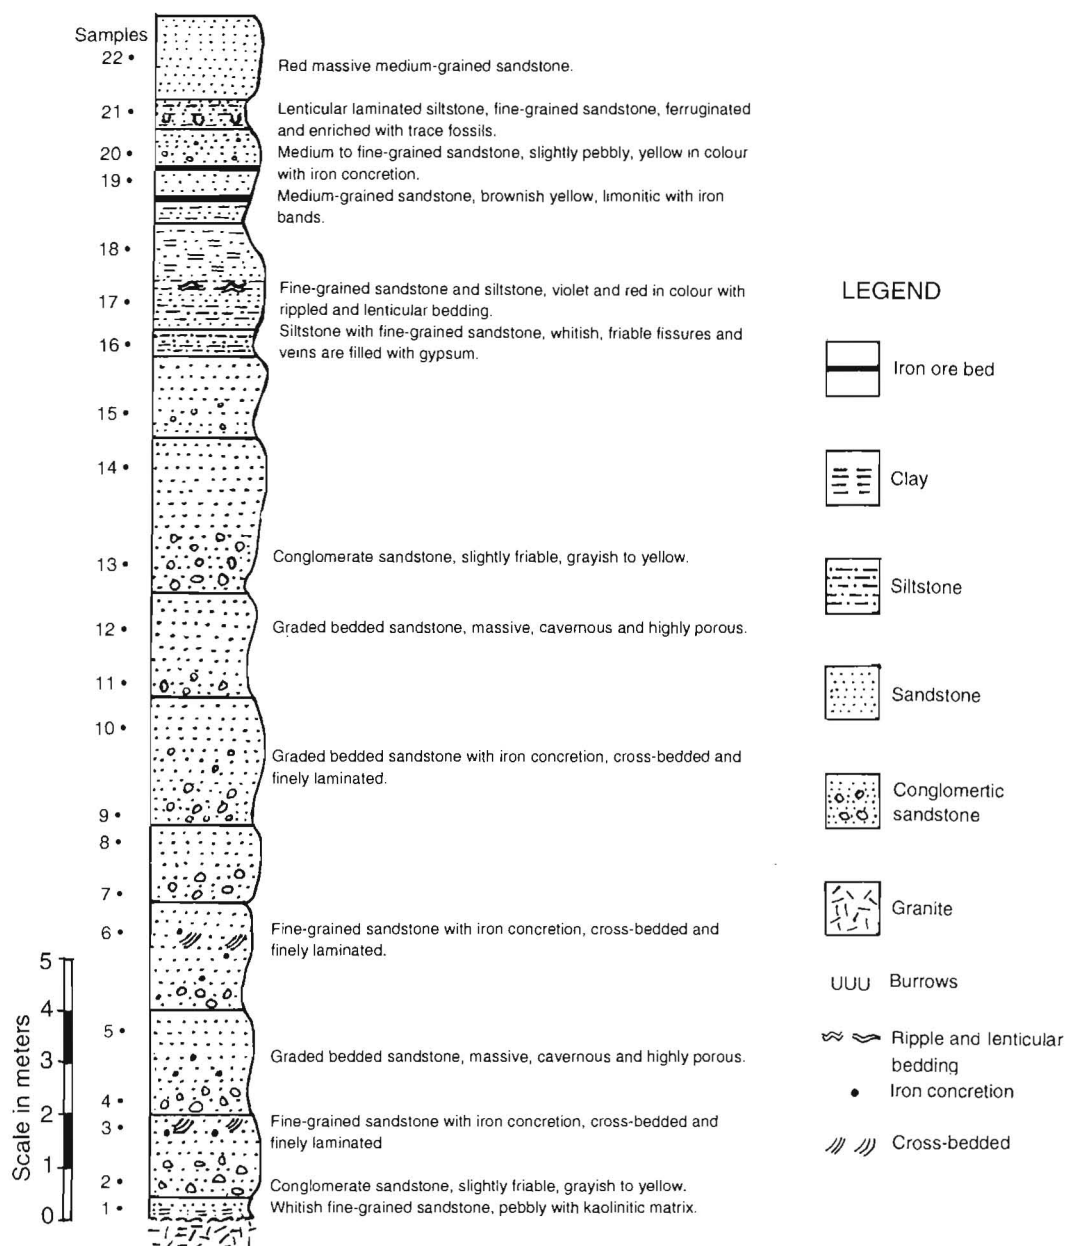 Samples
22
Red massive medium-grained sandstone.
21
Lenticular laminated siltstone, fine-grained sandstone, ferruginated
and enriched with trace fossils.
20
Medium to fine-grained sandstone, slightly pebbly, yellow in colour
with iron concretion.
19
Medium-grained sandstone, brownish yellow, limonitic with iron
bands.
18
17
Fine-grained sandstone and siltstone, violet and red in colour with
rippled and lenticular bedding.
16
Siltstone with fine-grained sandstone, whitish, friable fissures and
veins are filled with gypsum.
15
14
13
Conglomerate sandstone, slightly friable, grayish to yellow.
12
Graded bedded sandstone, massive, cavernous and highly porous.
11
10
Graded bedded sandstone with iron concretion, cross-bedded and
finely laminated.
9
8
7
6
Fine-grained sandstone with iron concretion, cross-bedded and
finely laminated.
5
Graded bedded sandstone, massive, cavernous and highly porous.
4
3
Fine-grained sandstone with iron concretion, cross-bedded and
finely laminated
2
Conglomerate sandstone, slightly friable, grayish to yellow.
1
Whitish fine-grained sandstone, pebbly with kaolinitic matrix.
Scale in meters
5
4
3
2
1
0
LEGEND
Iron ore bed
Clay
Siltstone
Sandstone
Conglomertic
sandstone
Granite
UUU Burrows
Ripple and lenticular
bedding
Iron concretion
Cross-bedded